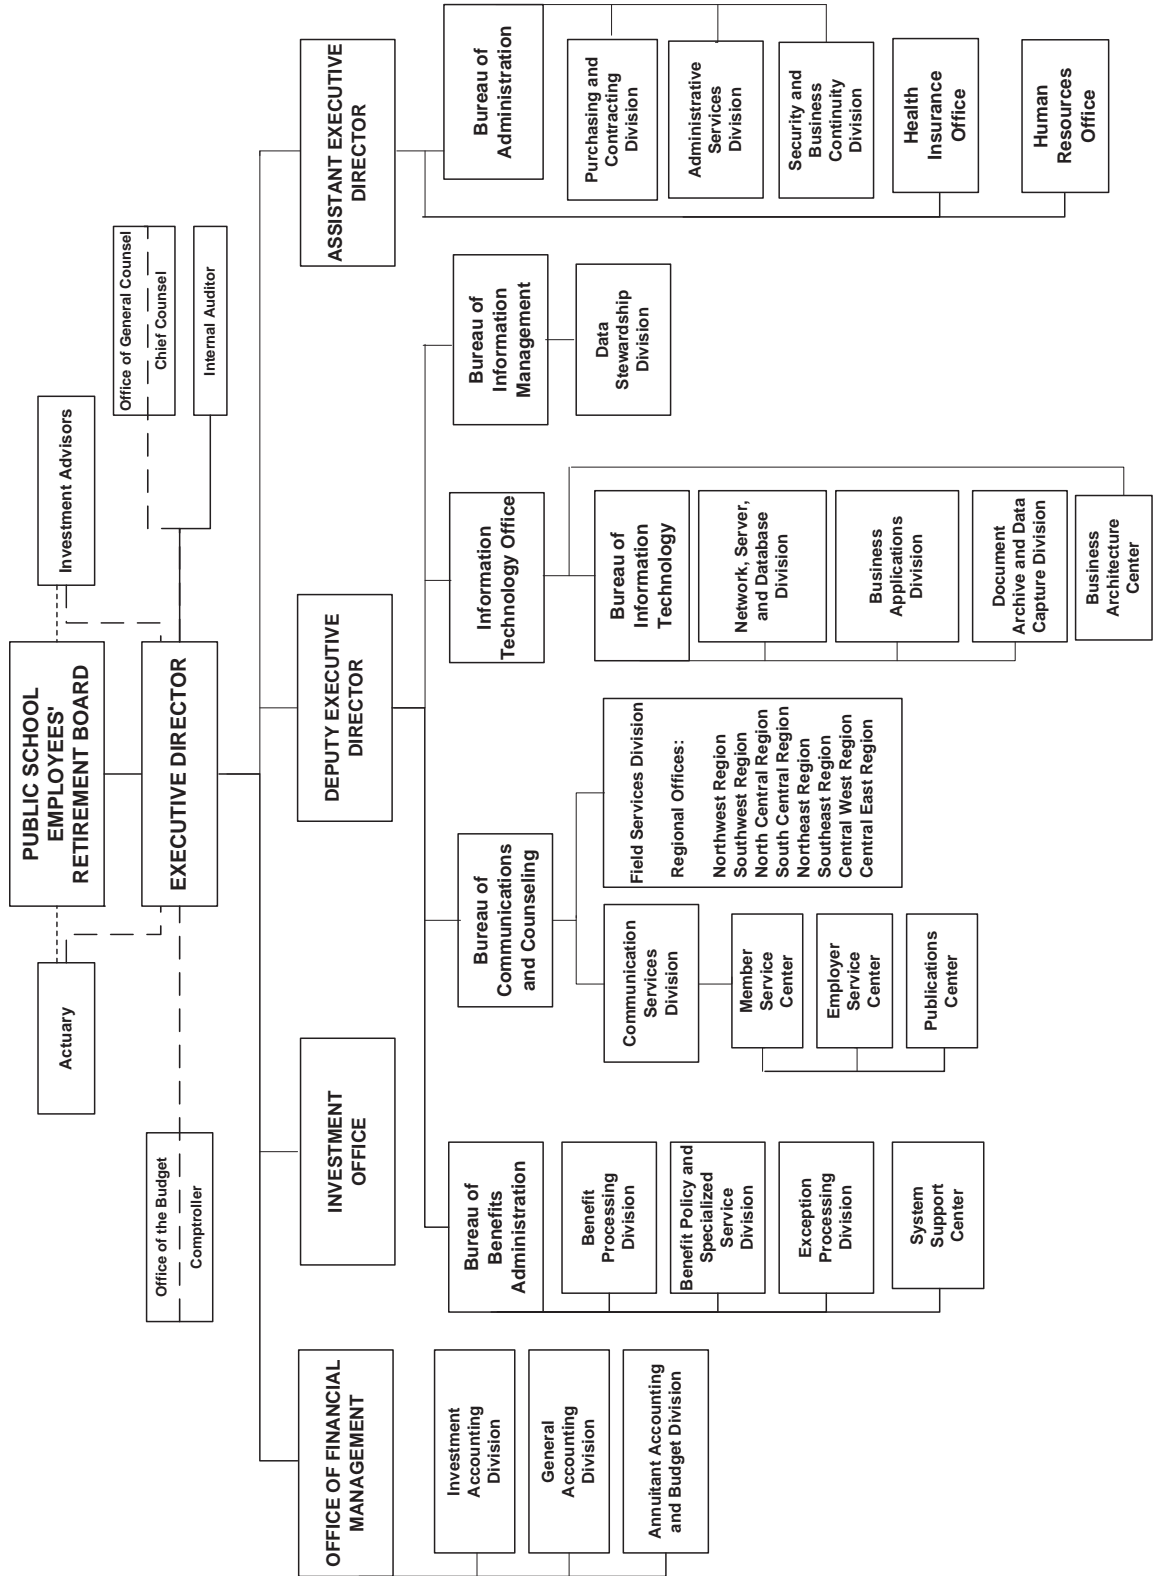 PUBLIC SCHOOL
EMPLOYEES'
RETIREMENT BOARD
Actuary
Investment Advisors
EXECUTIVE DIRECTOR
Office of the Budget
Comptroller
Office of General Counsel
Chief Counsel
Internal Auditor
OFFICE OF FINANCIAL
MANAGEMENT
INVESTMENT
OFFICE
DEPUTY EXECUTIVE
DIRECTOR
ASSISTANT EXECUTIVE
DIRECTOR
Investment
Accounting
Division
General
Accounting
Division
Annuitant Accounting
and Budget Division
Bureau of
Benefits
Administration
Benefit
Processing
Division
Benefit Policy and
Specialized
Service
Division
Exception
Processing
Division
System
Support
Center
Bureau of
Communications
and Counseling
Communication
Services
Division
Member
Service
Center
Employer
Service
Center
Publications
Center
Field Services Division
Regional Offices:
Northwest Region
Southwest Region
North Central Region
South Central Region
Northeast Region
Southeast Region
Central West Region
Central East Region
Information
Technology Office
Bureau of
Information
Technology
Network, Server,
and Database
Division
Business
Applications
Division
Document
Archive and Data
Capture Division
Business
Architecture
Center
Bureau of
Information
Management
Data
Stewardship
Division
Bureau of
Administration
Purchasing and
Contracting
Division
Administrative
Services
Division
Security and
Business
Continuity
Division
Health
Insurance
Office
Human
Resources
Office